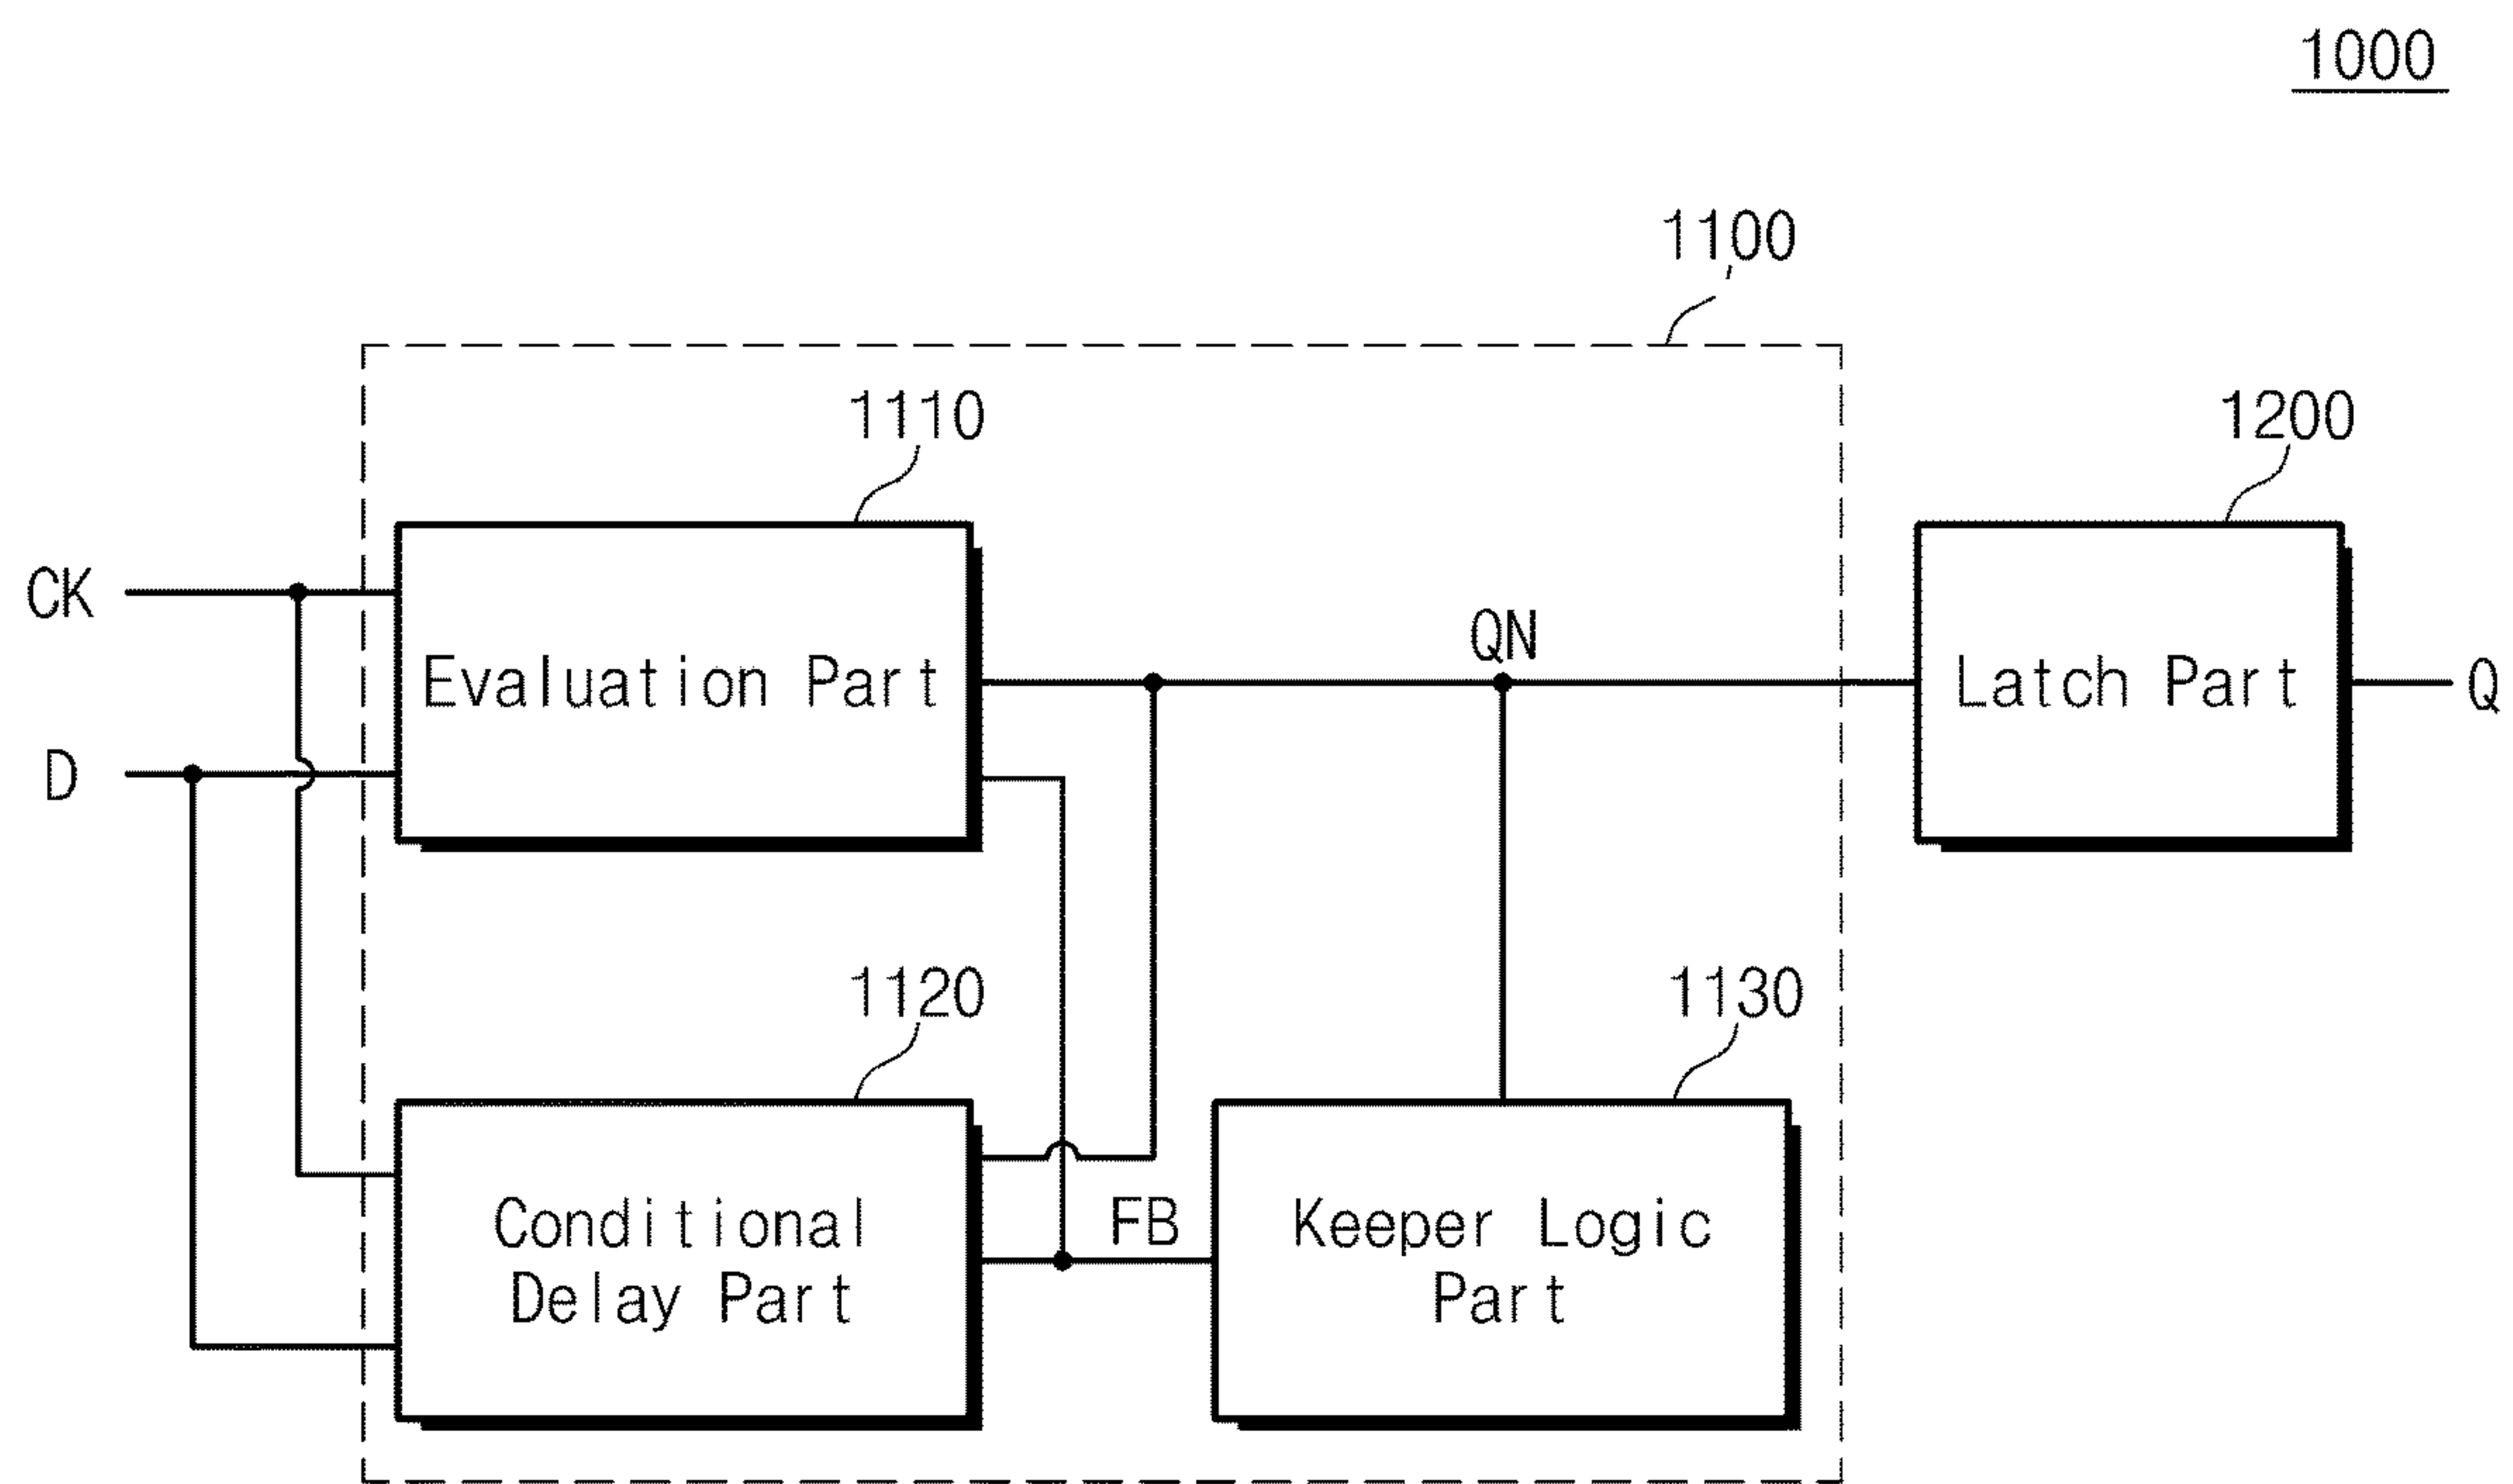 1000
1100
1110
1200
CK
Evaluation Part
QN
Latch Part
Q
D
1120
1130
Conditional
Delay Part
FB
Keeper Logic
Part